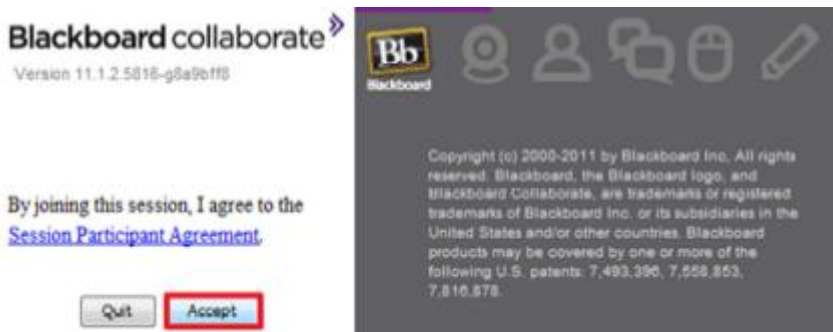 Blackboard collaborate»
Version 11.1.2.5816-g8a9bff8
By joining this session, I agree to the
Session Participant Agreement.
Quit
Accept
Bb
Blackboard
Copyright (c) 2000-2011 by Blackboard Inc. All rights
reserved. Blackboard, the Blackboard logo, and
Blackboard Collaborate, are trademarks or registered
trademarks of Blackboard Inc. or its subsidiaries in the
United States and/or other countries. Blackboard
products may be covered by one or more of the
following U.S. patents: 7,493,396, 7,558,853,
7,816,878.